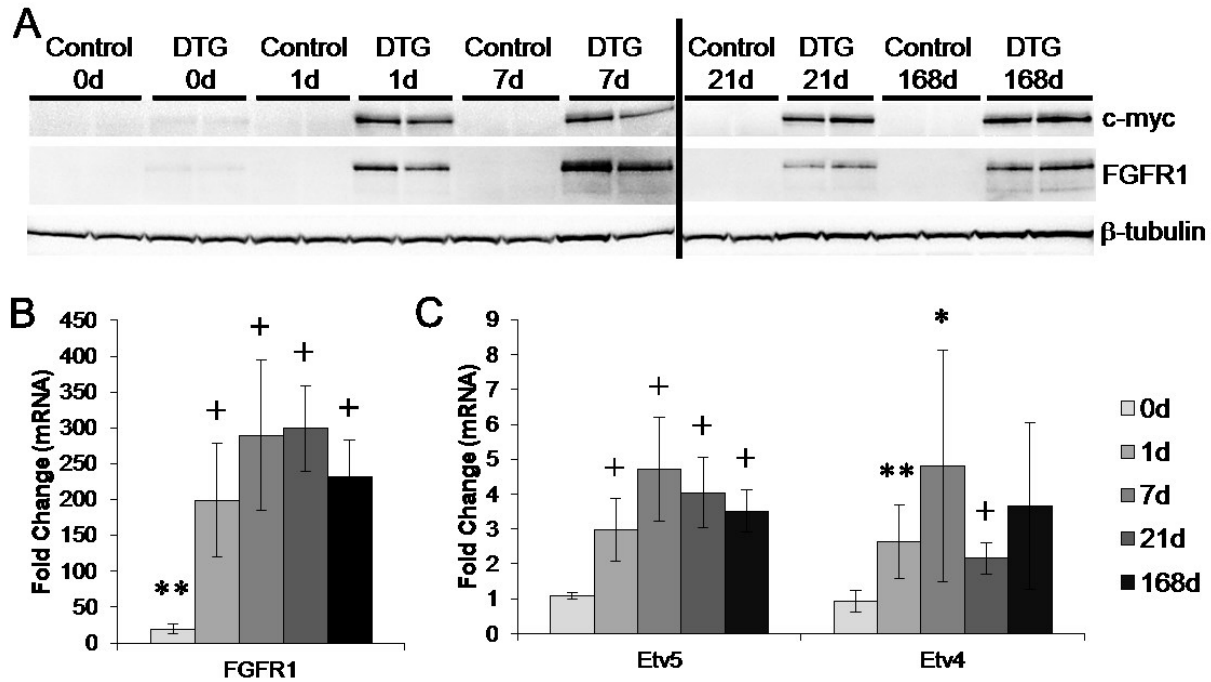 A
Control DTG Control DTG Control DTG Control DTG Control DTG
0d 0d 1d 1d 7d 7d 21d 21d 168d 168d
c-myc
FGFR1
β-tubulin
B
Fold Change (mRNA)
450
400
350
300
250
200
150
100
50
0
**
+
+
+
+
FGFR1
C
Fold Change (mRNA)
9
8
7
6
5
4
3
2
1
0
+
+
+
+
**
*
+
Etv5 Etv4
0d
1d
7d
21d
168d